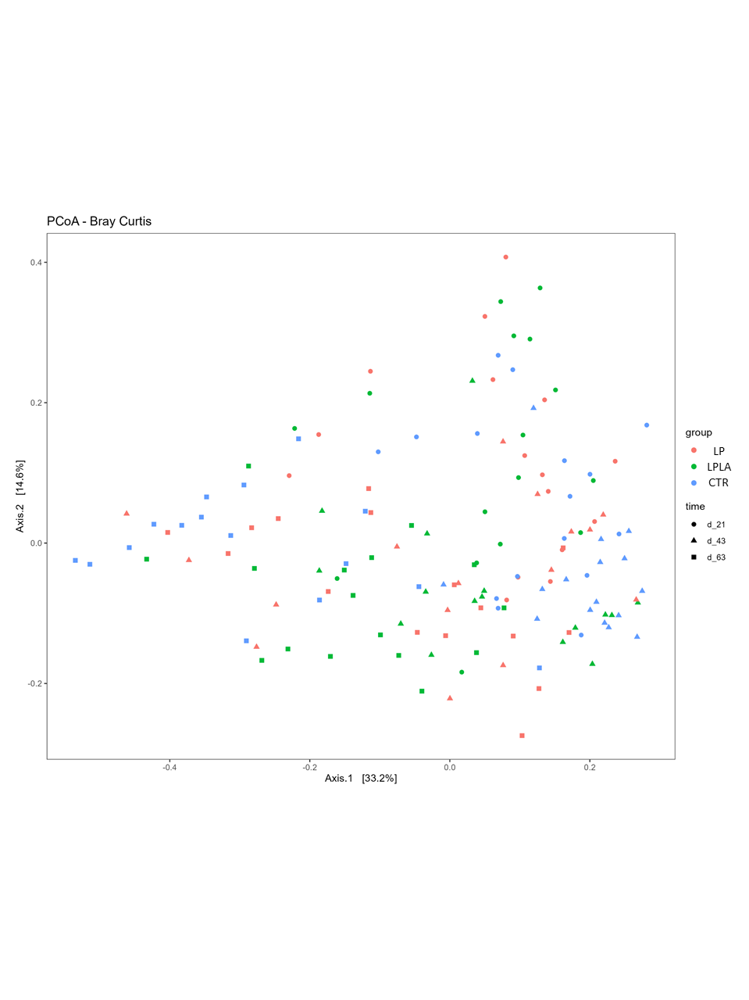 PCoA - Bray Curtis
0.4
0.2
0.0
-0.2
Axis.2 [14.6%]
-0.4
-0.2
0.0
0.2
Axis.1 [33.2%]
group
LP
LPLA
CTR
time
d_21
d_43
d_63